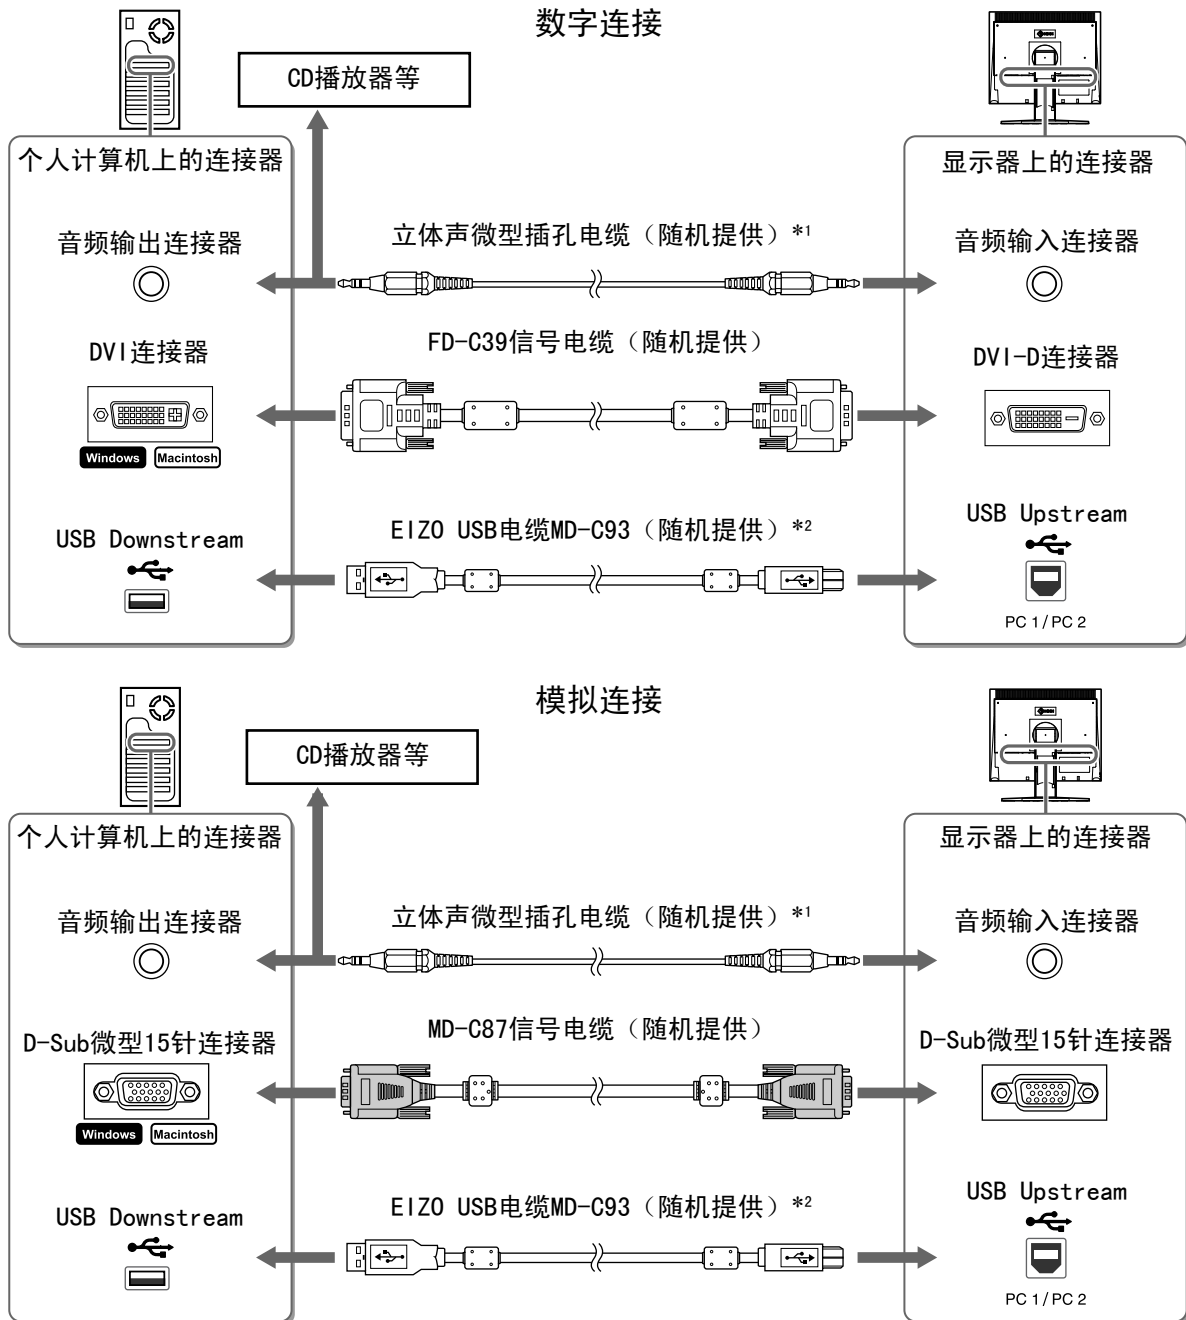 数字连接
CD播放器等
个人计算机上的连接器
显示器上的连接器
音频输出连接器
立体声微型插孔电缆（随机提供）*1
音频输入连接器
DVI连接器
FD-C39信号电缆（随机提供）
DVI-D连接器
Windows Macintosh
USB Downstream
EIZO USB电缆MD-C93（随机提供）*2
USB Upstream
PC 1/PC 2
模拟连接
CD播放器等
个人计算机上的连接器
显示器上的连接器
音频输出连接器
立体声微型插孔电缆（随机提供）*1
音频输入连接器
D-Sub微型15针连接器
MD-C87信号电缆（随机提供）
D-Sub微型15针连接器
Windows Macintosh
USB Downstream
EIZO USB电缆MD-C93（随机提供）*2
USB Upstream
PC 1/PC 2